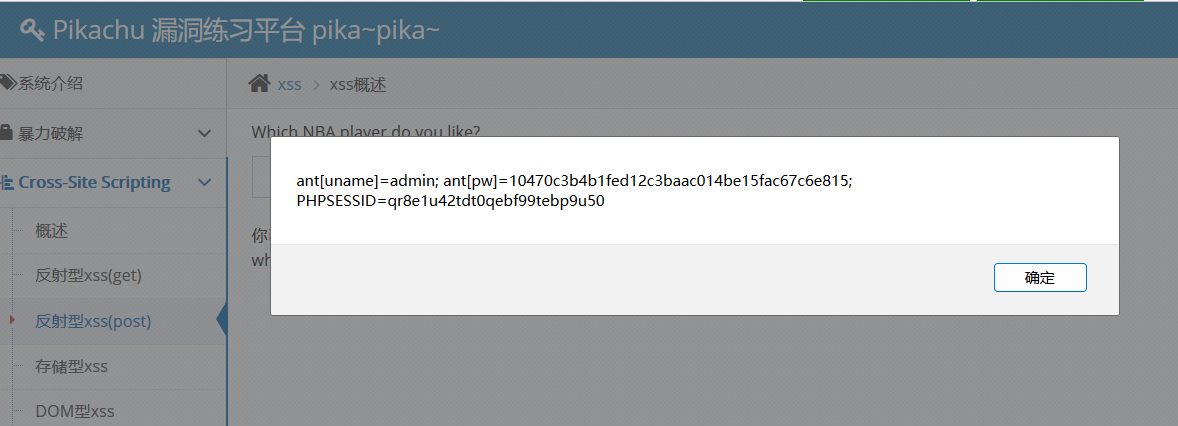 Pikachu 漏洞练习平台 pika~pika~
系统介绍
xss
xss概述
暴力破解
Which NBA player do you like?
ant[uname]=admin; ant[pw]=10470c3b4b1fed12c3baac014be15fac67c6e815;
PHPSESSID=qr8e1u42tdt0qebf99tebp9u50
Cross-Site Scripting
概述
你
wh
反射型xss(get)
确定
反射型xss(post)
存储型xss
DOM型xss